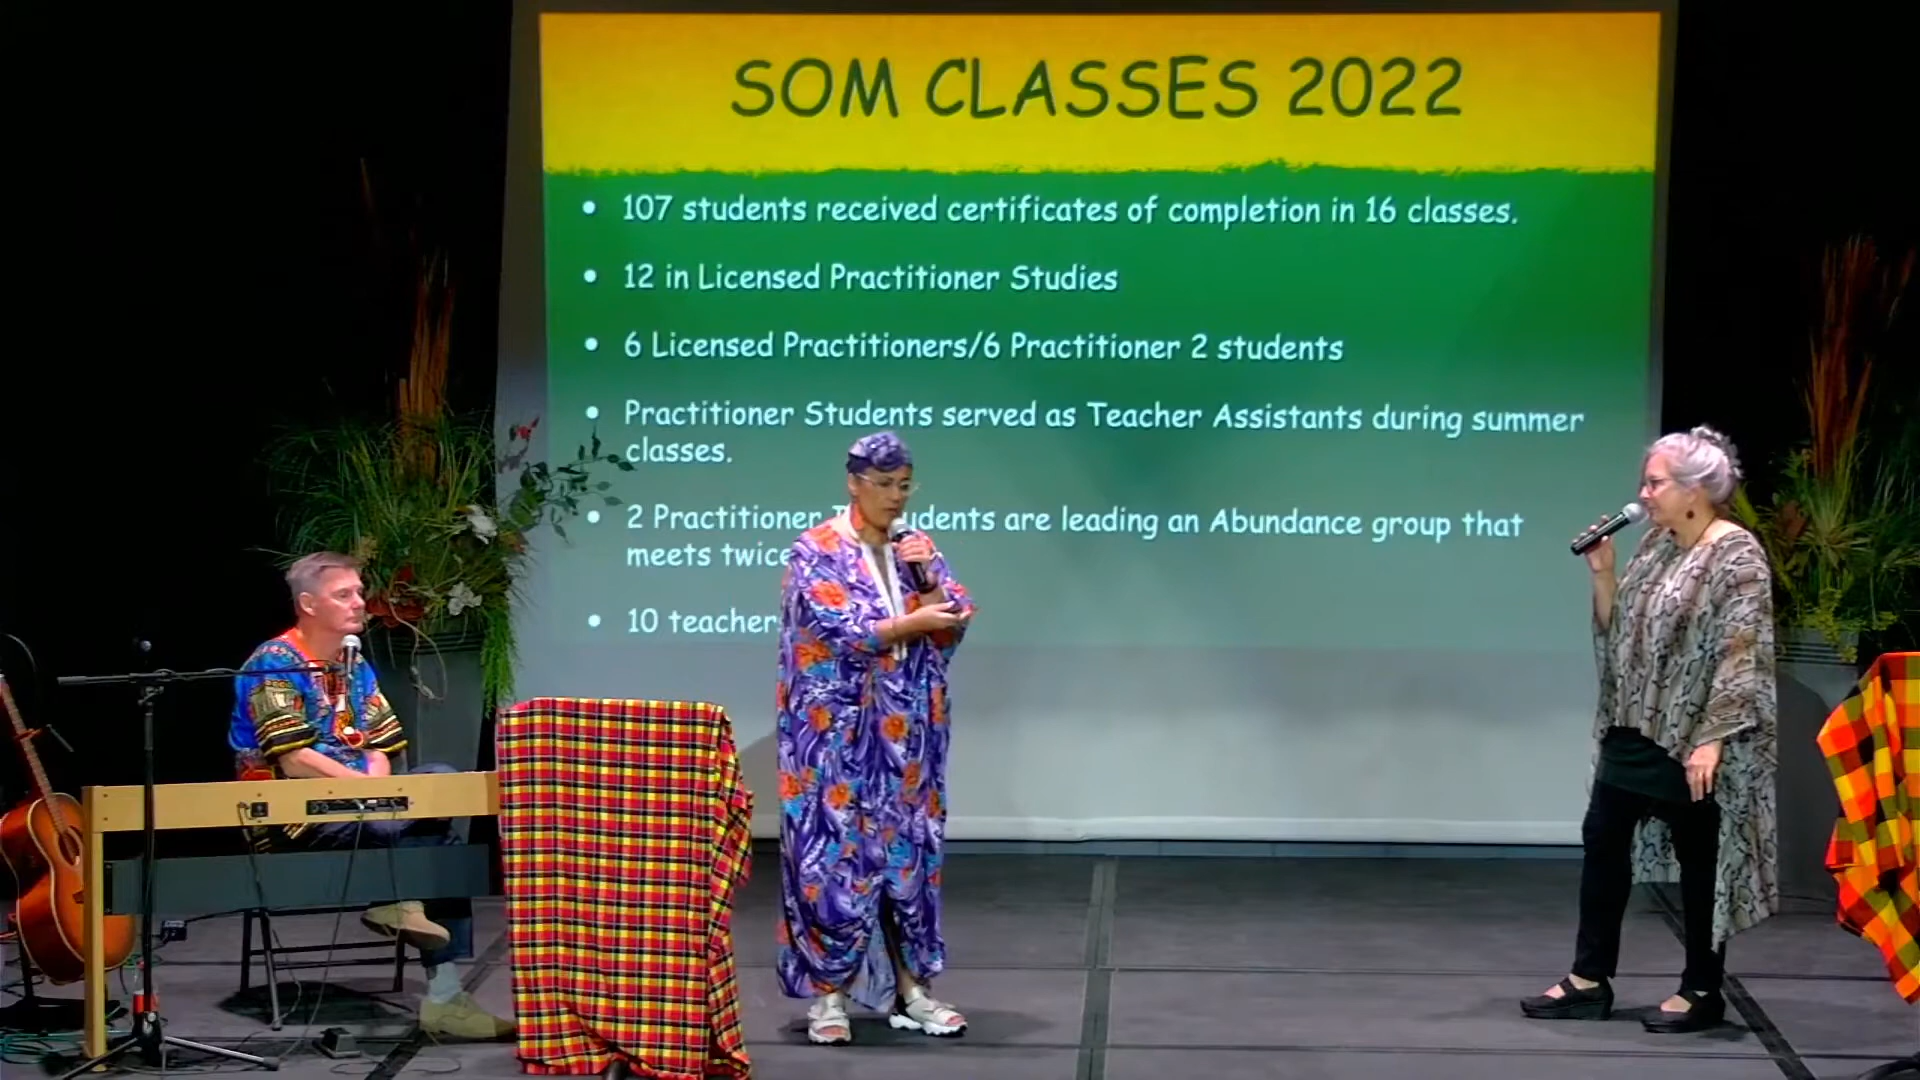 SOM CLASSES 2022
• 107 students received certificates of completion in 16 classes.
• 12 in Licensed Practitioner Studies
• 6 Licensed Practitioners/6 Practitioner 2 students
• Practitioner Students served as Teacher Assistants during summer
classes.
• 2 Practitioner are leading an Abundance group that
meets twice
• 10 teacher